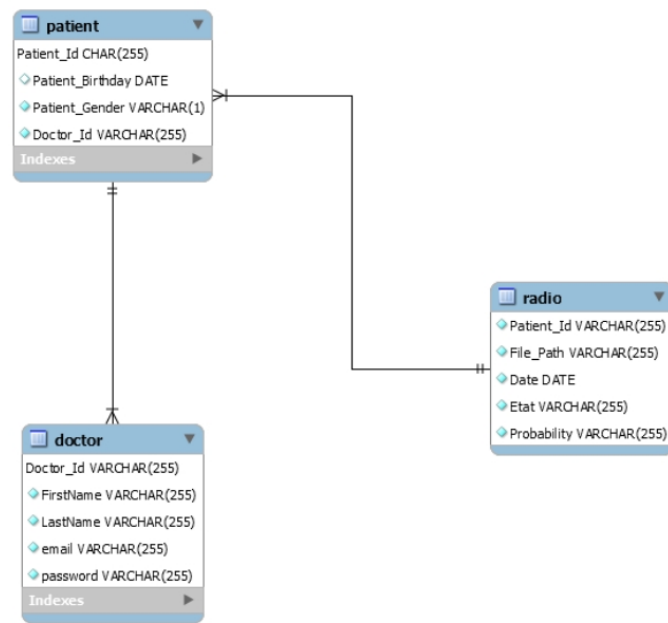 patient
Patient_Id CHAR(255)
Patient_Birthday DATE
Patient_Gender VARCHAR(1)
Doctor_Id VARCHAR(255)
Indexes
radio
Patient_Id VARCHAR(255)
File_Path VARCHAR(255)
Date DATE
Etat VARCHAR(255)
Probability VARCHAR(255)
doctor
Doctor_Id VARCHAR(255)
FirstName VARCHAR(255)
LastName VARCHAR(255)
email VARCHAR(255)
password VARCHAR(255)
Indexes